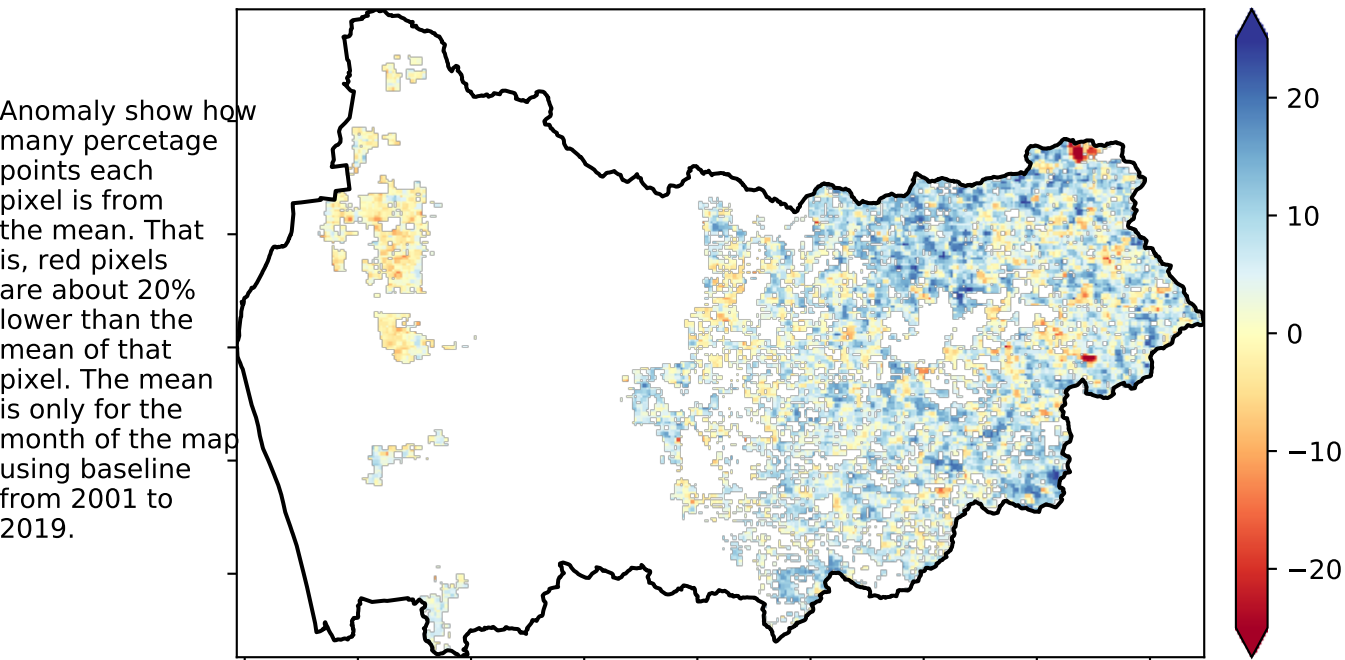 Anomaly show how
many percetage
points each
pixel is from
the mean. That
is, red pixels
are about 20%
lower than the
mean of that
pixel. The mean
is only for the
month of the map
using baseline
from 2001 to
2019.
20
10
0
−10
−20